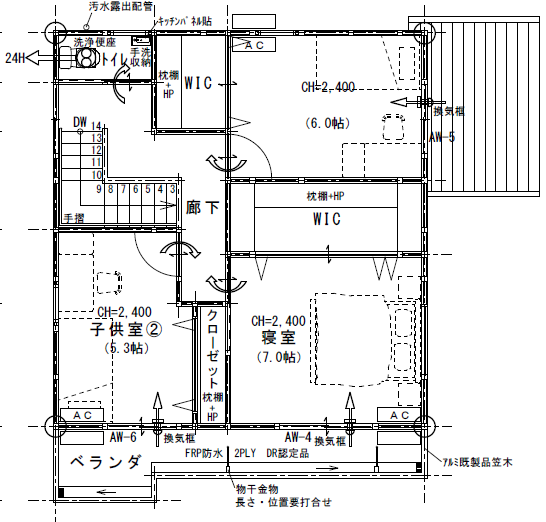 汚水露出配管
キッチンパネル貼
24H
洗浄便座
トイレ
手洗
収納
枕棚
+
HP
WIC
AC
CH=2,400
(6.0帖)
換気框
AW-5
DW
14
13
12
11
10
9 8 7 6 5 4 3
手摺
廊下
枕棚+HP
WIC
CH=2,400
子供室②
(5.3帖)
クローゼット
枕棚
+
HP
CH=2,400
寝室
(7.0帖)
AC
AC
AW-6
換気框
AW-4
換気框
ベランダ
FRP防水
2PLY DR認定品
アルミ既製品笠木
物干金物
長さ・位置要打合せ